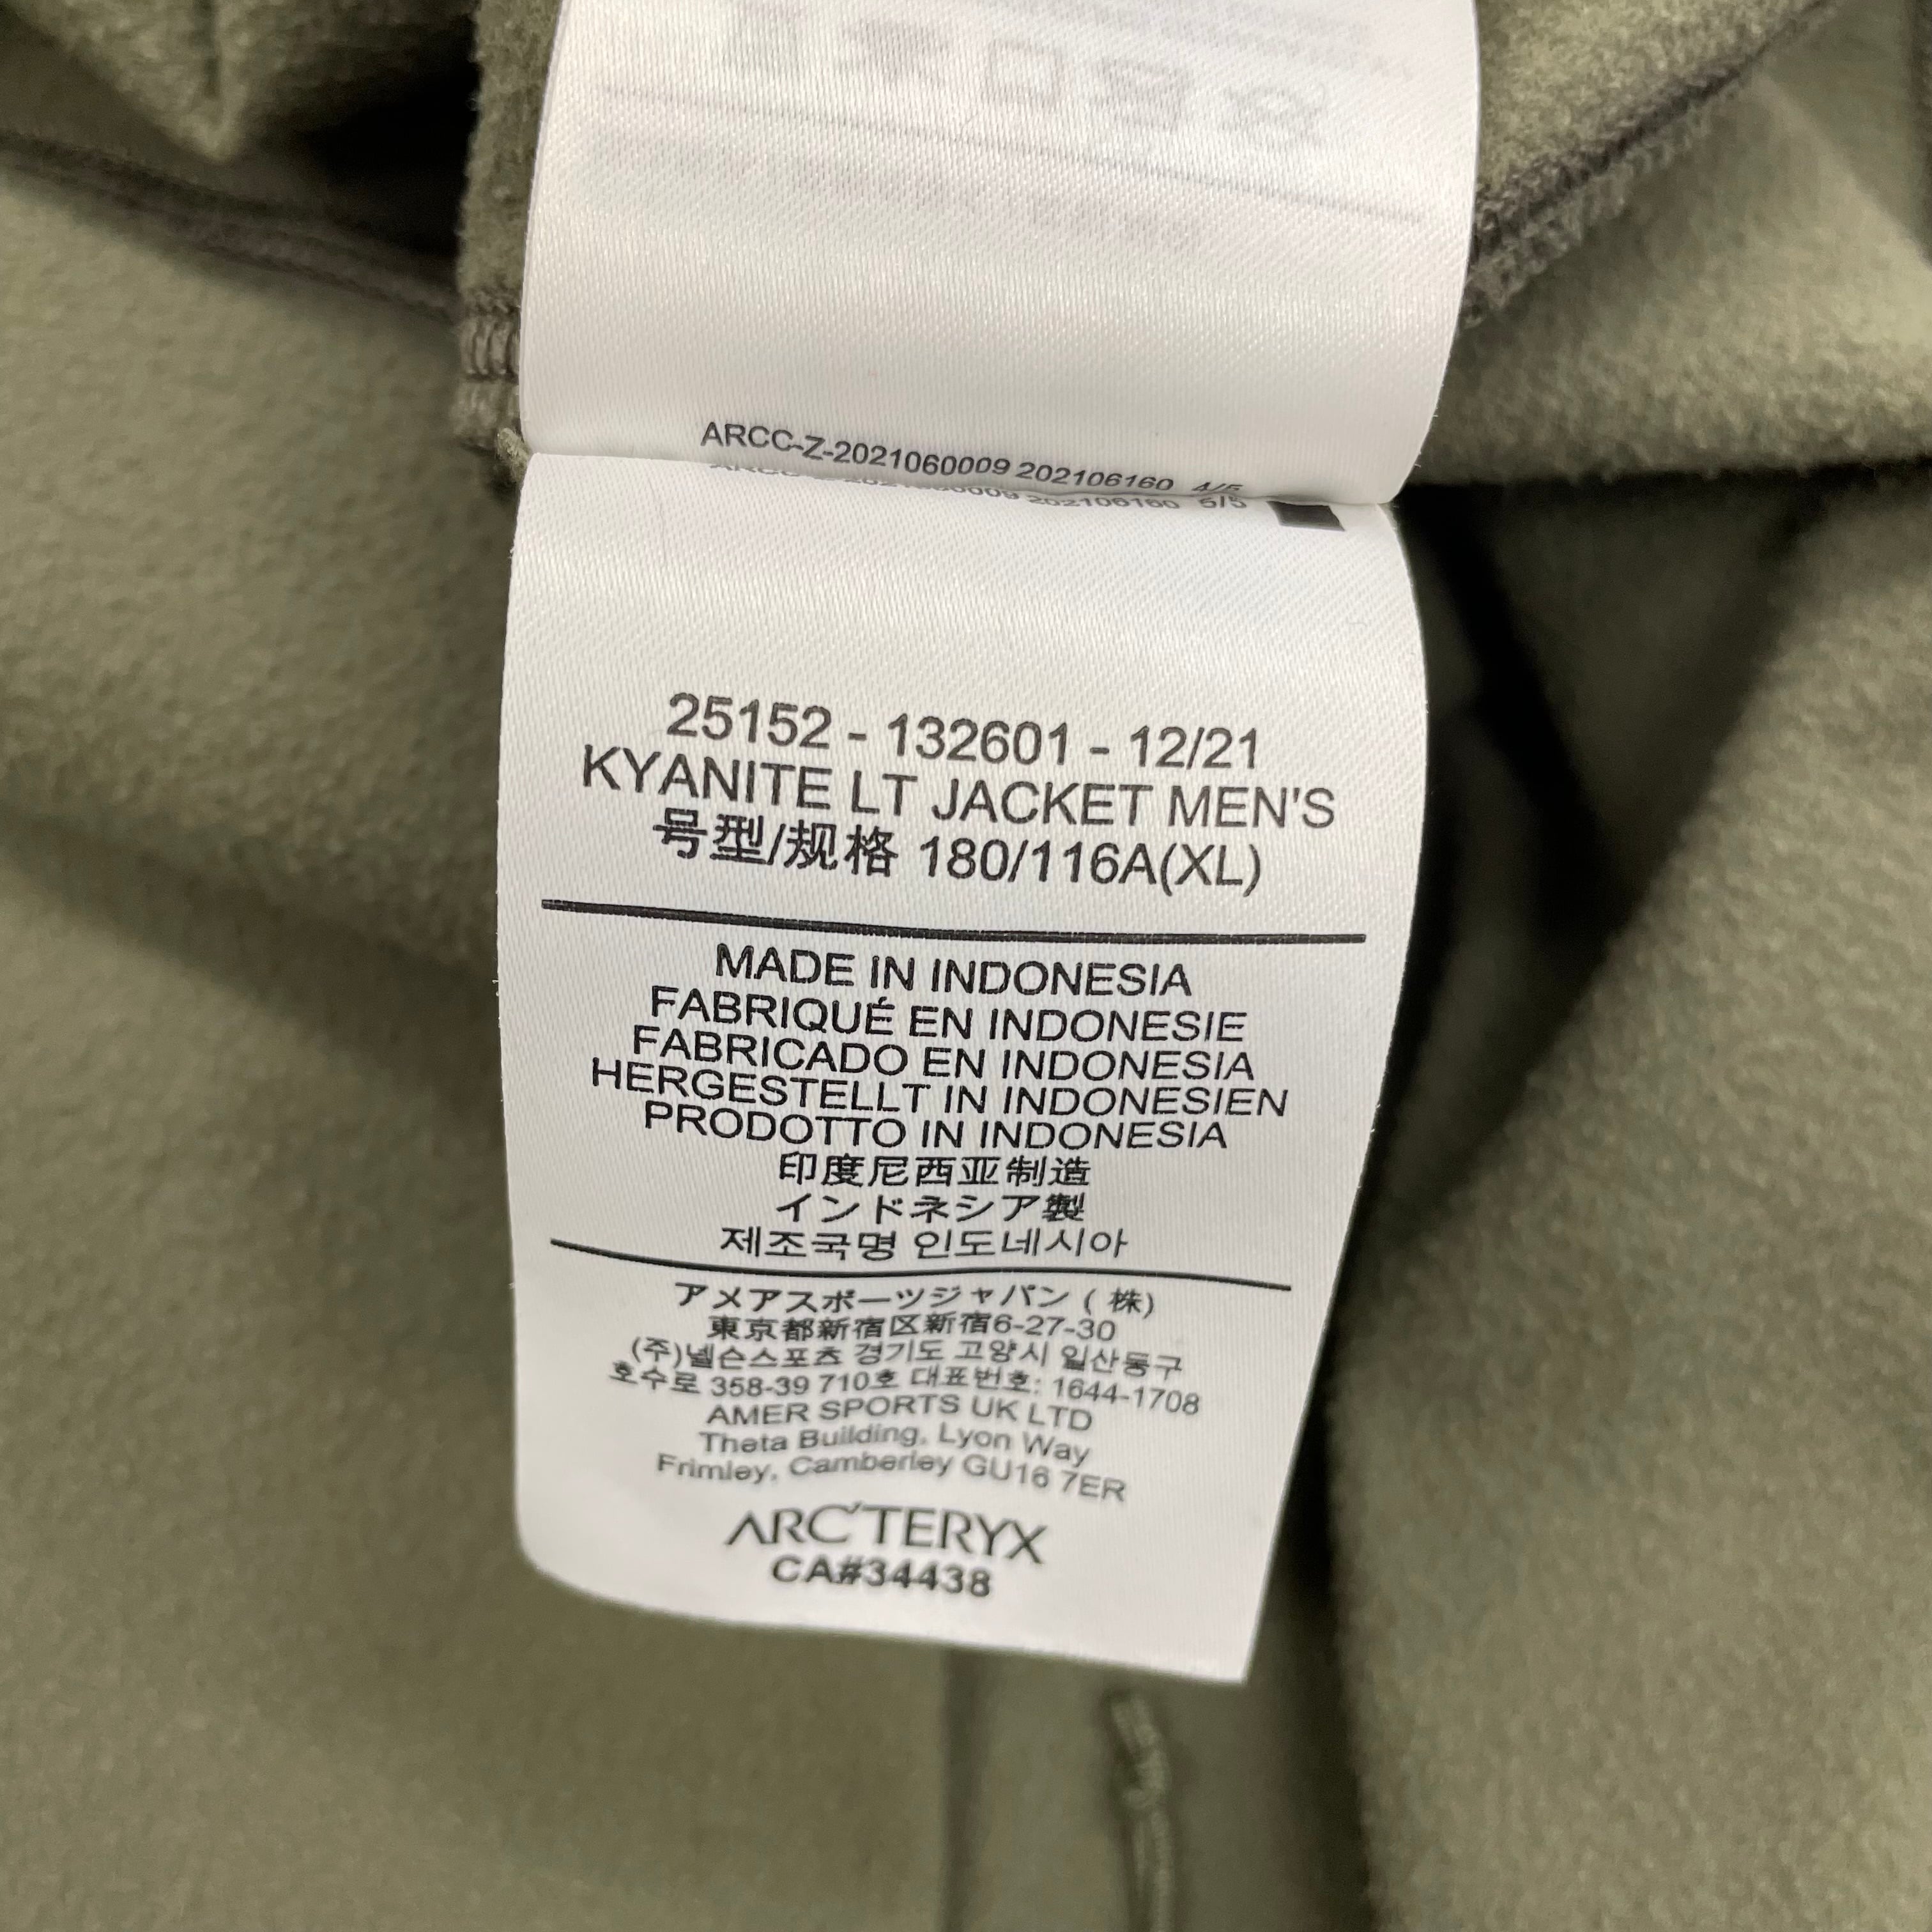 ARCC-Z-2021060009 202106160 4/5
ARCC-Z-2021060009 202106160 5/5
25152 - 132601 - 12/21
KYANITE LT JACKET MEN'S
号型/规格 180/116A(XL)
MADE IN INDONESIA
FABRIQUÉ EN INDONESIE
FABRICADO EN INDONESIA
HERGESTELLT IN INDONESIEN
PRODOTTO IN INDONESIA
印度尼西亚制造
インドネシア製
제조국명 인도네시아
アメアスポーツジャパン ( 株)
東京都新宿区新宿6-27-30
(주)넬슨스포츠 경기도 고양시 일산동구
호수로 358-39 710호 대표번호: 1644-1708
AMER SPORTS UK LTD
Theta Building, Lyon Way
Frimley, Camberley GU16 7ER
ARC'TERYX
CA#34438